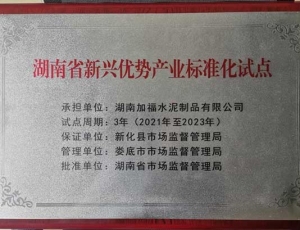 湖南省新兴优势产业标准化试点
承担单位：湖南加福水泥制品有限公司
试点周期：3年（2021年至2023年）
保证单位：新化县市场监督管理局
管理单位：娄底市市场监督管理局
批准单位：湖南省市场监督管理局